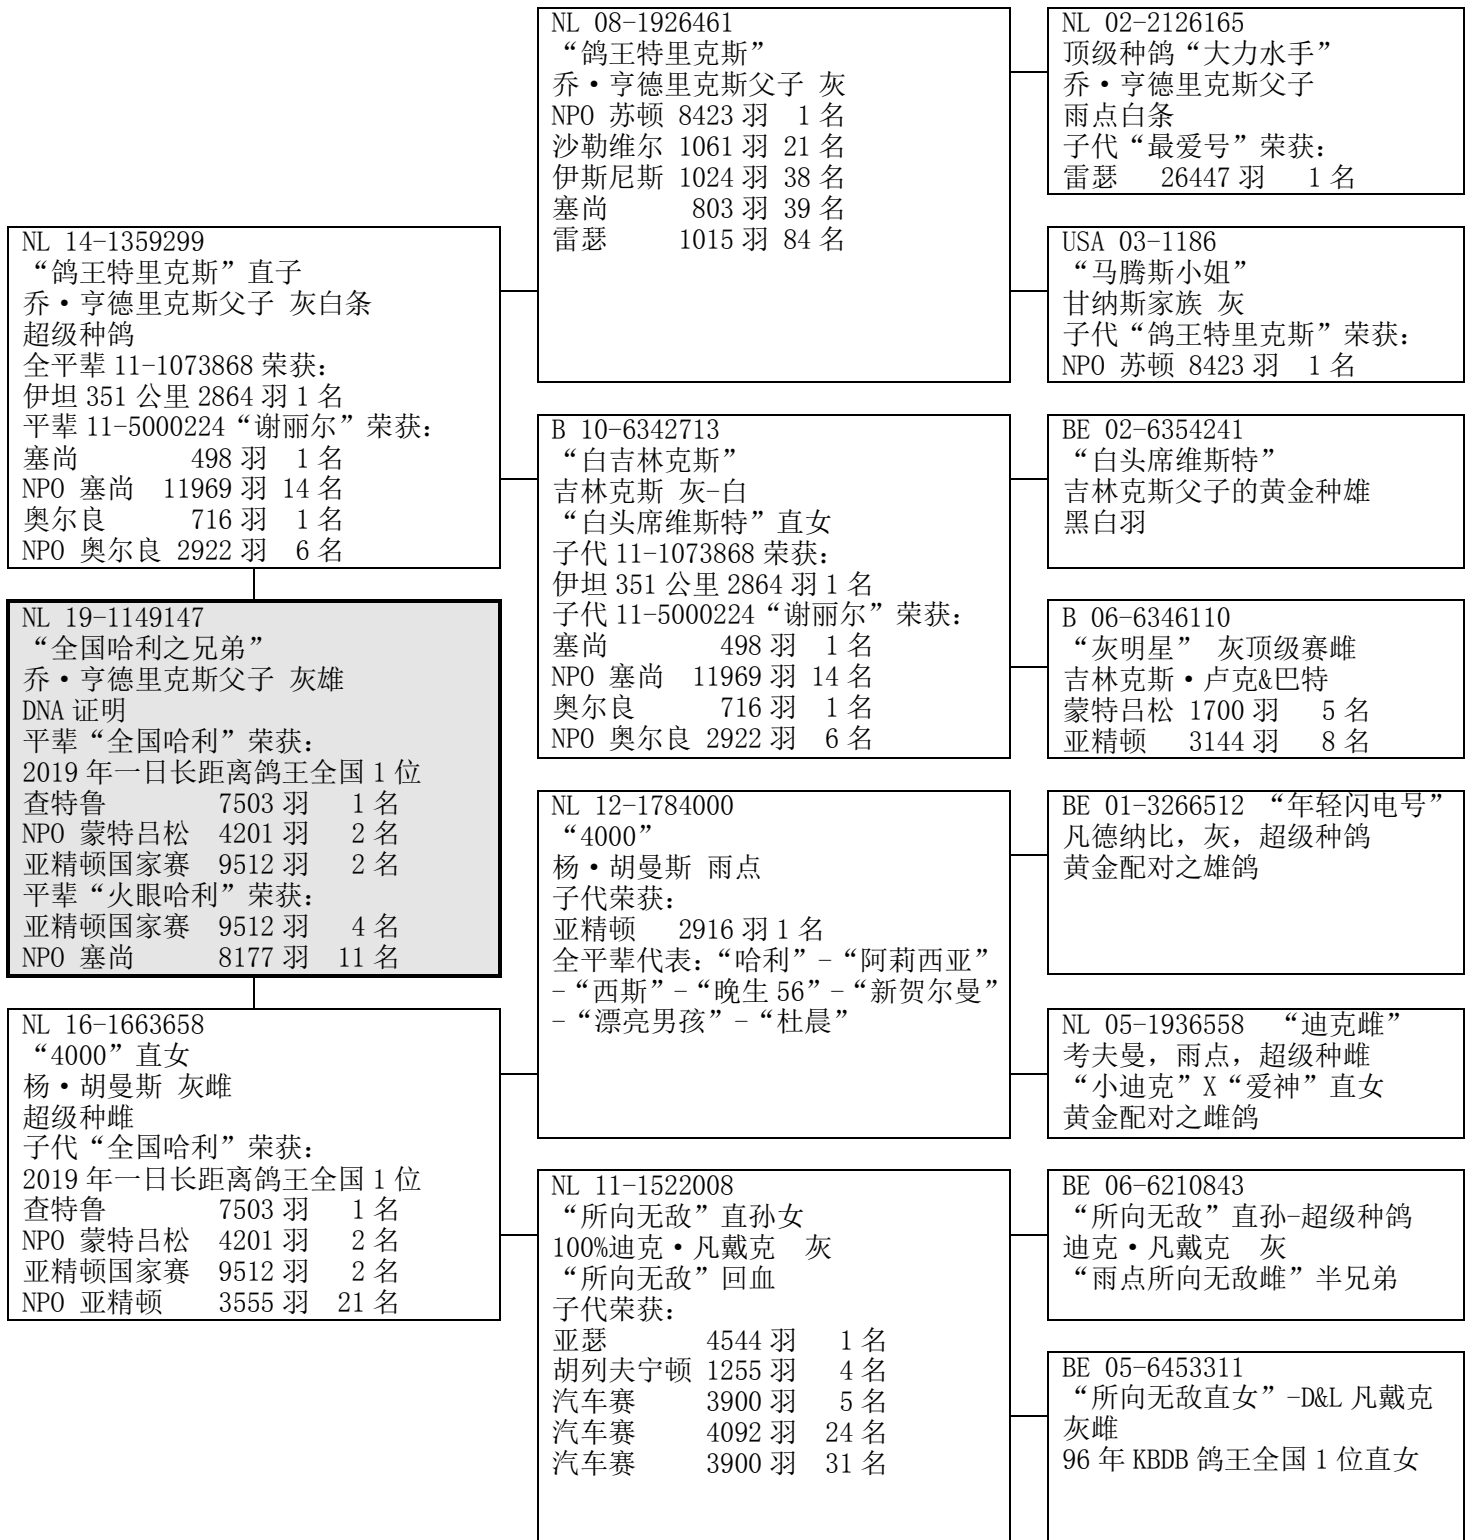 NL 14-1359299
“鸽王特里克斯”直子
乔·亨德里克斯父子 灰白条
超级种鸽
全平辈 11-1073868 荣获：
伊坦 351 公里 2864 羽 1 名
平辈 11-5000224“谢丽尔”荣获：
塞尚 498 羽 1 名
NPO 塞尚 11969 羽 14 名
奥尔良 716 羽 1 名
NPO 奥尔良 2922 羽 6 名
NL 19-1149147
“全国哈利之兄弟”
乔·亨德里克斯父子 灰雄
DNA 证明
平辈“全国哈利”荣获：
2019 年一日长距离鸽王全国 1 位
查特鲁 7503 羽 1 名
NPO 蒙特吕松 4201 羽 2 名
亚精顿国家赛 9512 羽 2 名
平辈“火眼哈利”荣获：
亚精顿国家赛 9512 羽 4 名
NPO 塞尚 8177 羽 11 名
NL 16-1663658
“4000”直女
杨·胡曼斯 灰雌
超级种雌
子代“全国哈利”荣获：
2019 年一日长距离鸽王全国 1 位
查特鲁 7503 羽 1 名
NPO 蒙特吕松 4201 羽 2 名
亚精顿国家赛 9512 羽 2 名
NPO 亚精顿 3555 羽 21 名
NL 08-1926461
“鸽王特里克斯”
乔·亨德里克斯父子 灰
NPO 苏顿 8423 羽 1 名
沙勒维尔 1061 羽 21 名
伊斯尼斯 1024 羽 38 名
塞尚 803 羽 39 名
雷瑟 1015 羽 84 名
B 10-6342713
“白吉林克斯”
吉林克斯 灰-白
“白头席维斯特”直女
子代 11-1073868 荣获：
伊坦 351 公里 2864 羽 1 名
子代 11-5000224“谢丽尔”荣获：
塞尚 498 羽 1 名
NPO 塞尚 11969 羽 14 名
奥尔良 716 羽 1 名
NPO 奥尔良 2922 羽 6 名
NL 12-1784000
“4000”
杨·胡曼斯 雨点
子代荣获：
亚精顿 2916 羽 1 名
全平辈代表：“哈利”-“阿莉西亚”
-“西斯”-“晚生 56”-“新贺尔曼”
-“漂亮男孩”-“杜晨”
NL 11-1522008
“所向无敌”直孙女
100%迪克·凡戴克 灰
“所向无敌”回血
子代荣获：
亚瑟 4544 羽 1 名
胡列夫宁顿 1255 羽 4 名
汽车赛 3900 羽 5 名
汽车赛 4092 羽 24 名
汽车赛 3900 羽 31 名
NL 02-2126165
顶级种鸽“大力水手”
乔·亨德里克斯父子
雨点白条
子代“最爱号”荣获：
雷瑟 26447 羽 1 名
USA 03-1186
“马腾斯小姐”
甘纳斯家族 灰
子代“鸽王特里克斯”荣获：
NPO 苏顿 8423 羽 1 名
BE 02-6354241
“白头席维斯特”
吉林克斯父子的黄金种雄
黑白羽
B 06-6346110
“灰明星” 灰顶级赛雌
吉林克斯·卢克&巴特
蒙特吕松 1700 羽 5 名
亚精顿 3144 羽 8 名
BE 01-3266512 “年轻闪电号”
凡德纳比，灰，超级种鸽
黄金配对之雄鸽
NL 05-1936558 “迪克雌”
考夫曼，雨点，超级种雌
“小迪克”X“爱神”直女
黄金配对之雌鸽
BE 06-6210843
“所向无敌”直孙-超级种鸽
迪克·凡戴克 灰
“雨点所向无敌雌”半兄弟
BE 05-6453311
“所向无敌直女”-D&L 凡戴克
灰雌
96 年 KBDB 鸽王全国 1 位直女